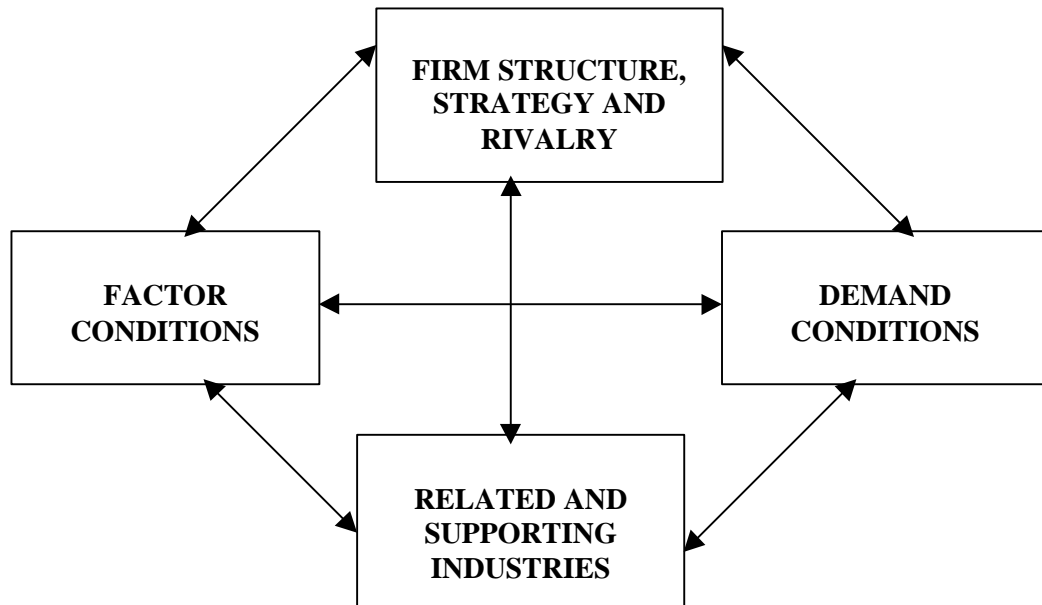 FIRM STRUCTURE,
STRATEGY AND
RIVALRY
FACTOR
CONDITIONS
DEMAND
CONDITIONS
RELATED AND
SUPPORTING
INDUSTRIES